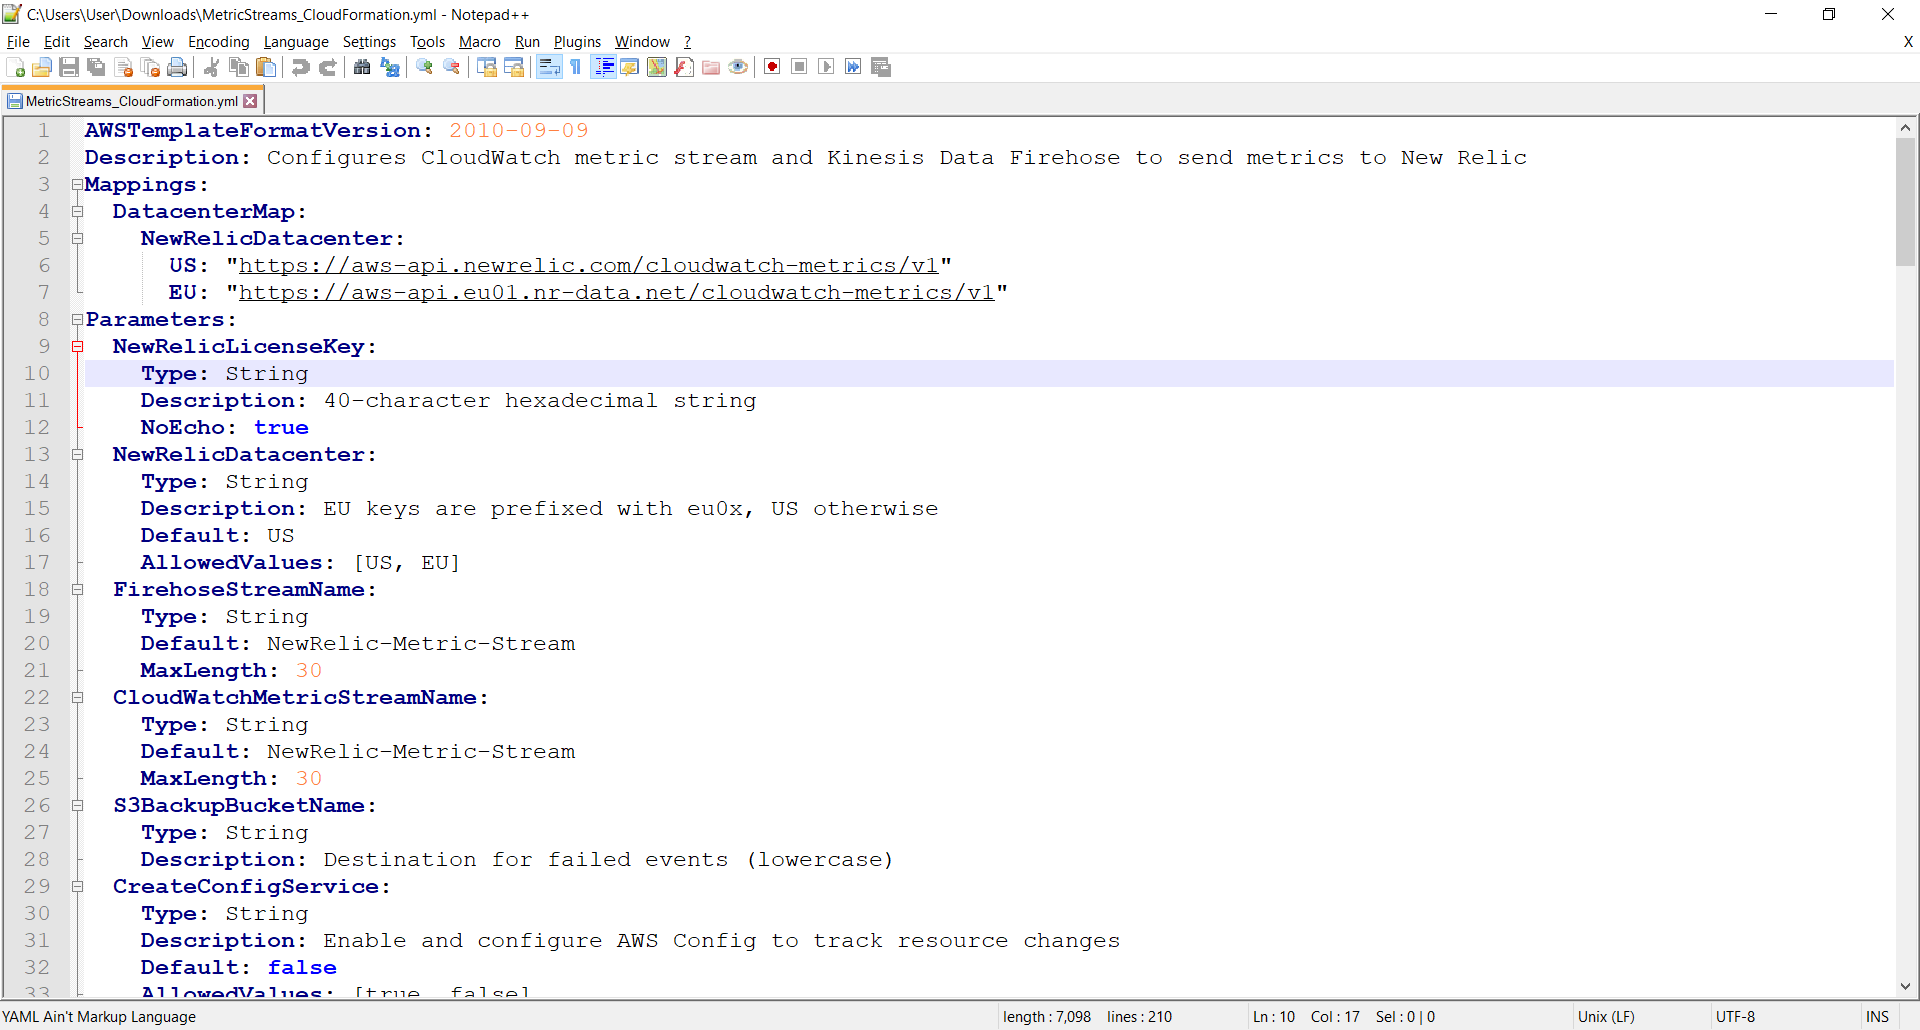 C:\Users\User\Downloads\MetricStreams_CloudFormation.yml - Notepad++
File Edit Search View Encoding Language Settings Tools Macro Run Plugins Window ? X
MetricStreams_CloudFormation.yml
1 AWSTemplateFormatVersion: 2010-09-09
2 Description: Configures CloudWatch metric stream and Kinesis Data Firehose to send metrics to New Relic
3 Mappings:
4   DatacenterMap:
5     NewRelicDatacenter:
6       US: "https://aws-api.newrelic.com/cloudwatch-metrics/v1"
7       EU: "https://aws-api.eu01.nr-data.net/cloudwatch-metrics/v1"
8 Parameters:
9   NewRelicLicenseKey:
10     Type: String
11     Description: 40-character hexadecimal string
12     NoEcho: true
13   NewRelicDatacenter:
14     Type: String
15     Description: EU keys are prefixed with eu0x, US otherwise
16     Default: US
17     AllowedValues: [US, EU]
18   FirehoseStreamName:
19     Type: String
20     Default: NewRelic-Metric-Stream
21     MaxLength: 30
22   CloudWatchMetricStreamName:
23     Type: String
24     Default: NewRelic-Metric-Stream
25     MaxLength: 30
26   S3BackupBucketName:
27     Type: String
28     Description: Destination for failed events (lowercase)
29   CreateConfigService:
30     Type: String
31     Description: Enable and configure AWS Config to track resource changes
32     Default: false
33     AllowedValues: [true, false]
YAML Ain't Markup Language length : 7,098 lines : 210 Ln : 10 Col : 17 Sel : 0 | 0 Unix (LF) UTF-8 INS